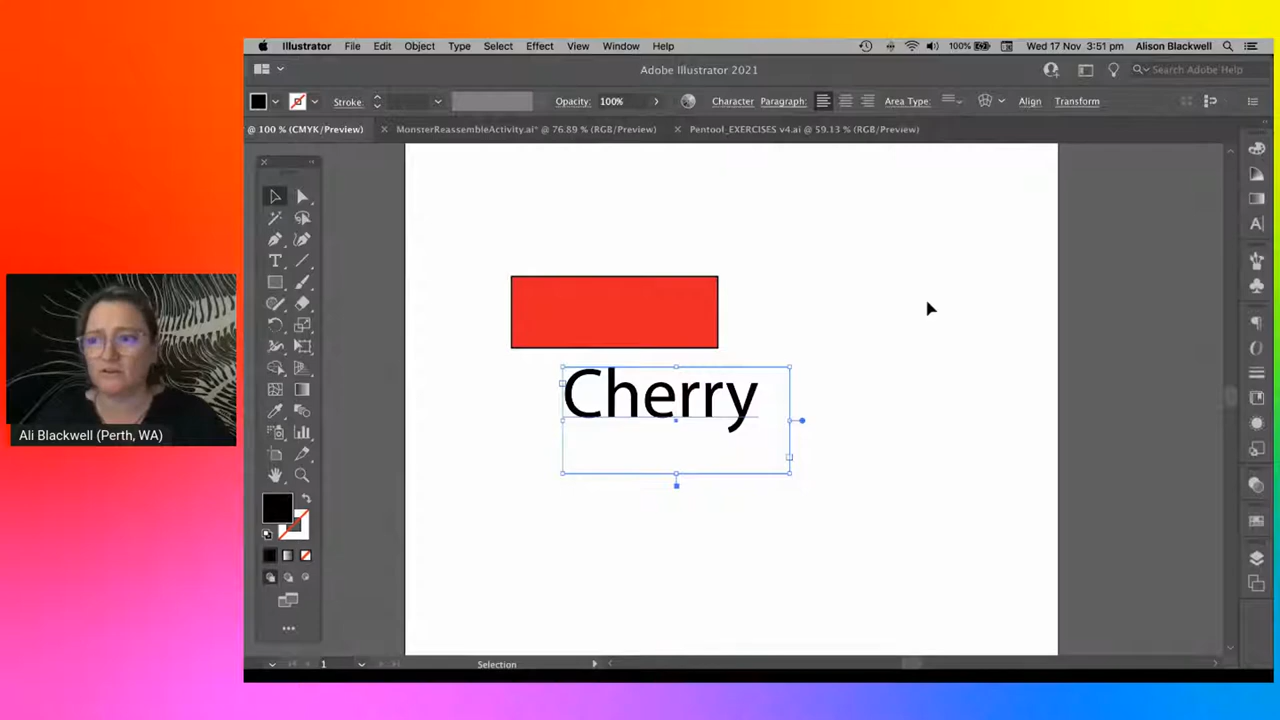 Illustrator File Edit Object Type Select Effect View Window Help 100% Wed 17 Nov 3:51 pm Alison Blackwell
Adobe Illustrator 2021
Search Adobe Help
Stroke: Opacity: 100% Character Paragraph: Area Type: Align Transform
@ 100 % (CMYK/Preview) MonsterReassembleActivity.ai* @ 76.89 % (RGB/Preview) Pentool_EXERCISES v4.ai @ 59.13 % (RGB/Preview)
Cherry
Ali Blackwell (Perth, WA)
1 Selection